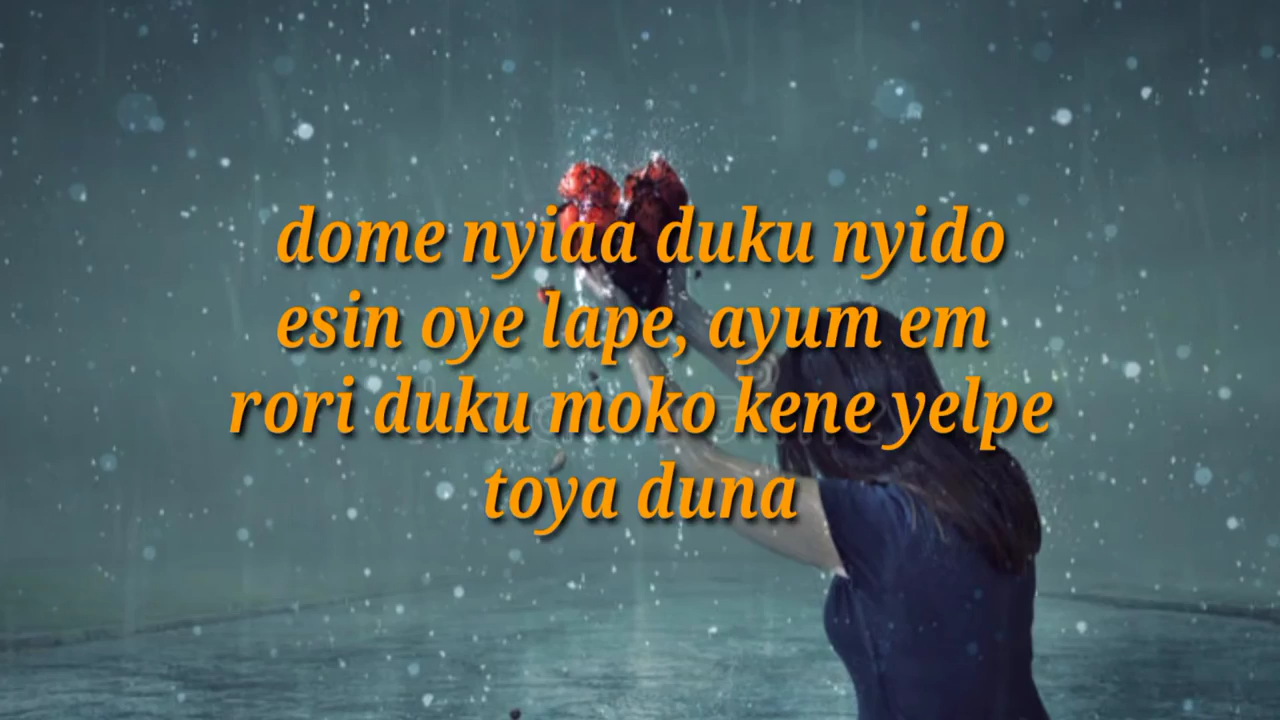 dome nyiaa duku nyido
esin oye lape, ayum em
rori duku moko kene yelpe
toya duna